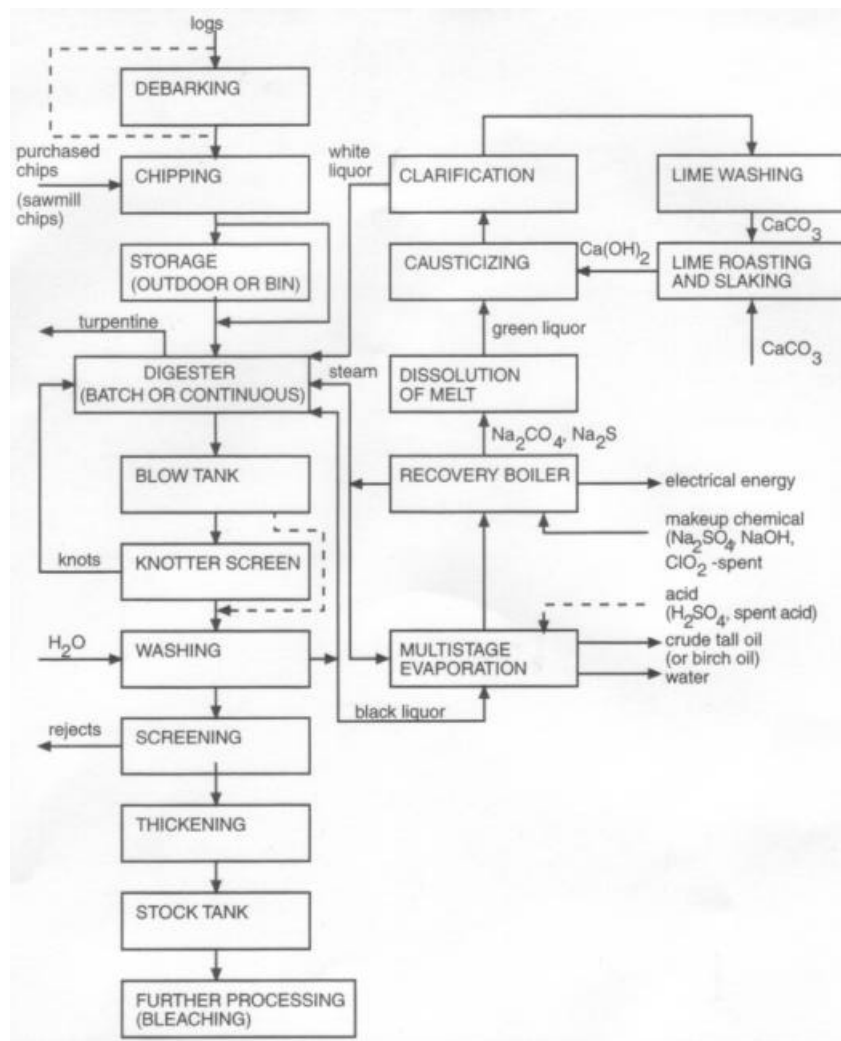 logs
DEBARKING
purchased
chips
(sawmill
chips)
CHIPPING
STORAGE
(OUTDOOR OR BIN)
turpentine
DIGESTER
(BATCH OR CONTINUOUS)
BLOW TANK
knots
KNOTTER SCREEN
H₂O
WASHING
rejects
SCREENING
THICKENING
STOCK TANK
FURTHER PROCESSING
(BLEACHING)
white
liquor
CLARIFICATION
LIME WASHING
CaCO₃
Ca(OH)₂
CAUSTICIZING
LIME ROASTING
AND SLAKING
green liquor
CaCO₃
steam
DISSOLUTION
OF MELT
Na₂CO₄, Na₂S
RECOVERY BOILER
electrical energy
makeup chemical
(Na₂SO₄, NaOH,
ClO₂ -spent
acid
(H₂SO₄, spent acid)
MULTISTAGE
EVAPORATION
crude tall oil
(or birch oil)
water
black liquor